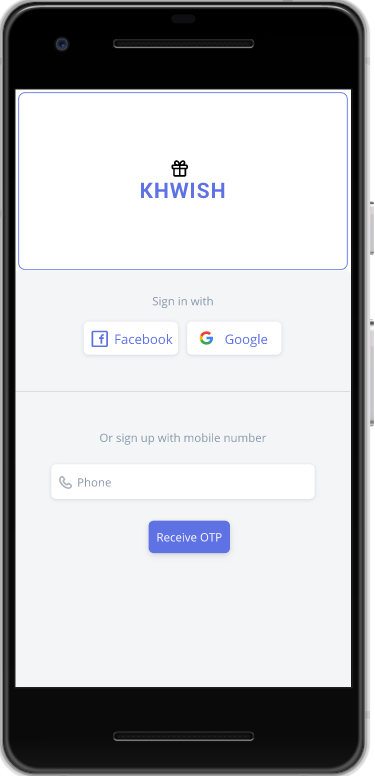 KHWISH
Sign in with
Facebook Google
Or sign up with mobile number
Phone
Receive OTP